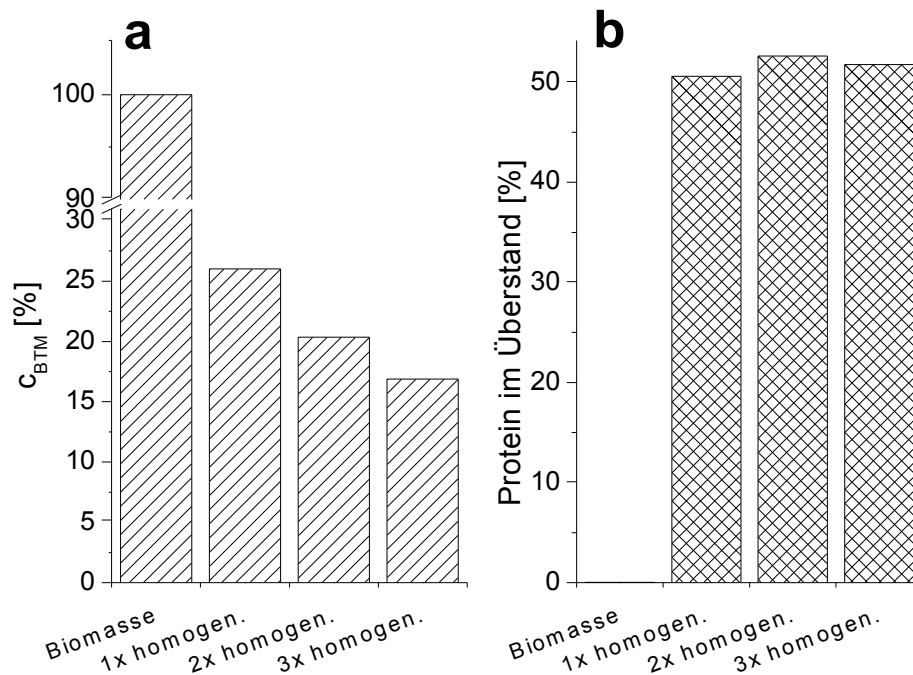 a
100
90
30
25
20
15
10
5
0
c_BTM [%]
Biomasse
1x homogen.
2x homogen.
3x homogen.
b
50
40
30
20
10
0
Protein im Überstand [%]
Biomasse
1x homogen.
2x homogen.
3x homogen.